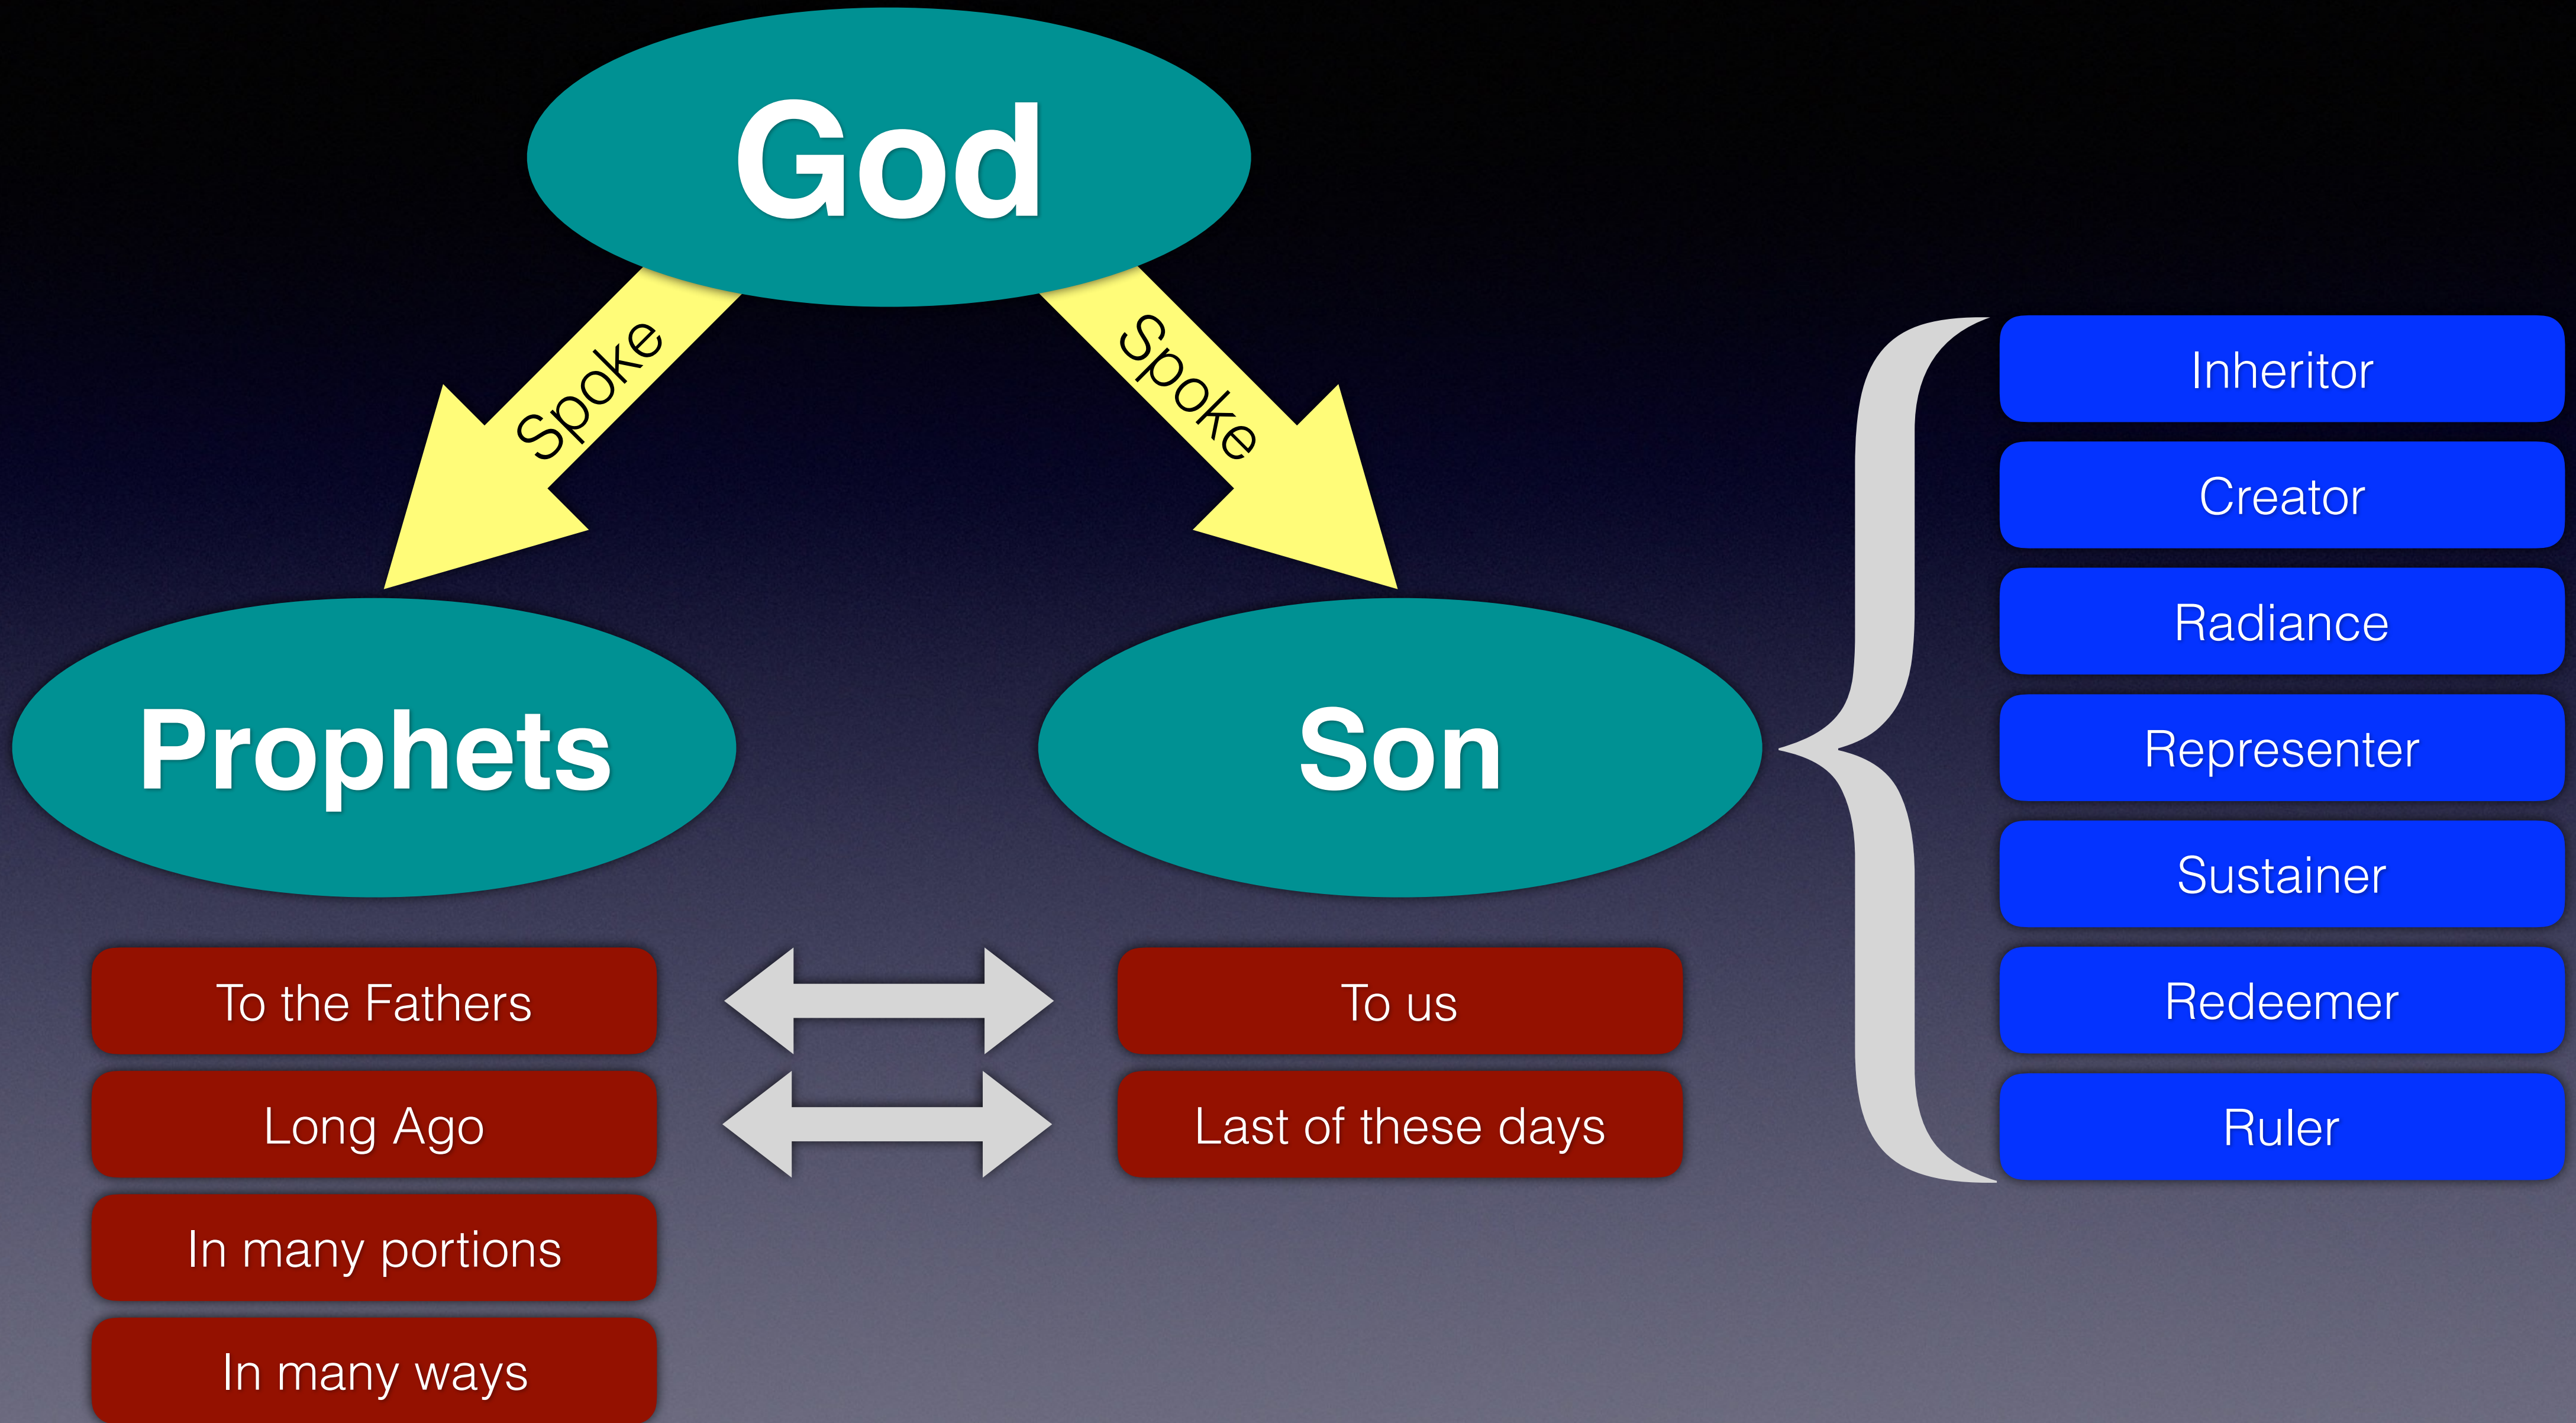 God
Spoke
Spoke
Prophets
Son
To the Fathers
To us
Long Ago
Last of these days
In many portions
In many ways
Inheritor
Creator
Radiance
Representer
Sustainer
Redeemer
Ruler